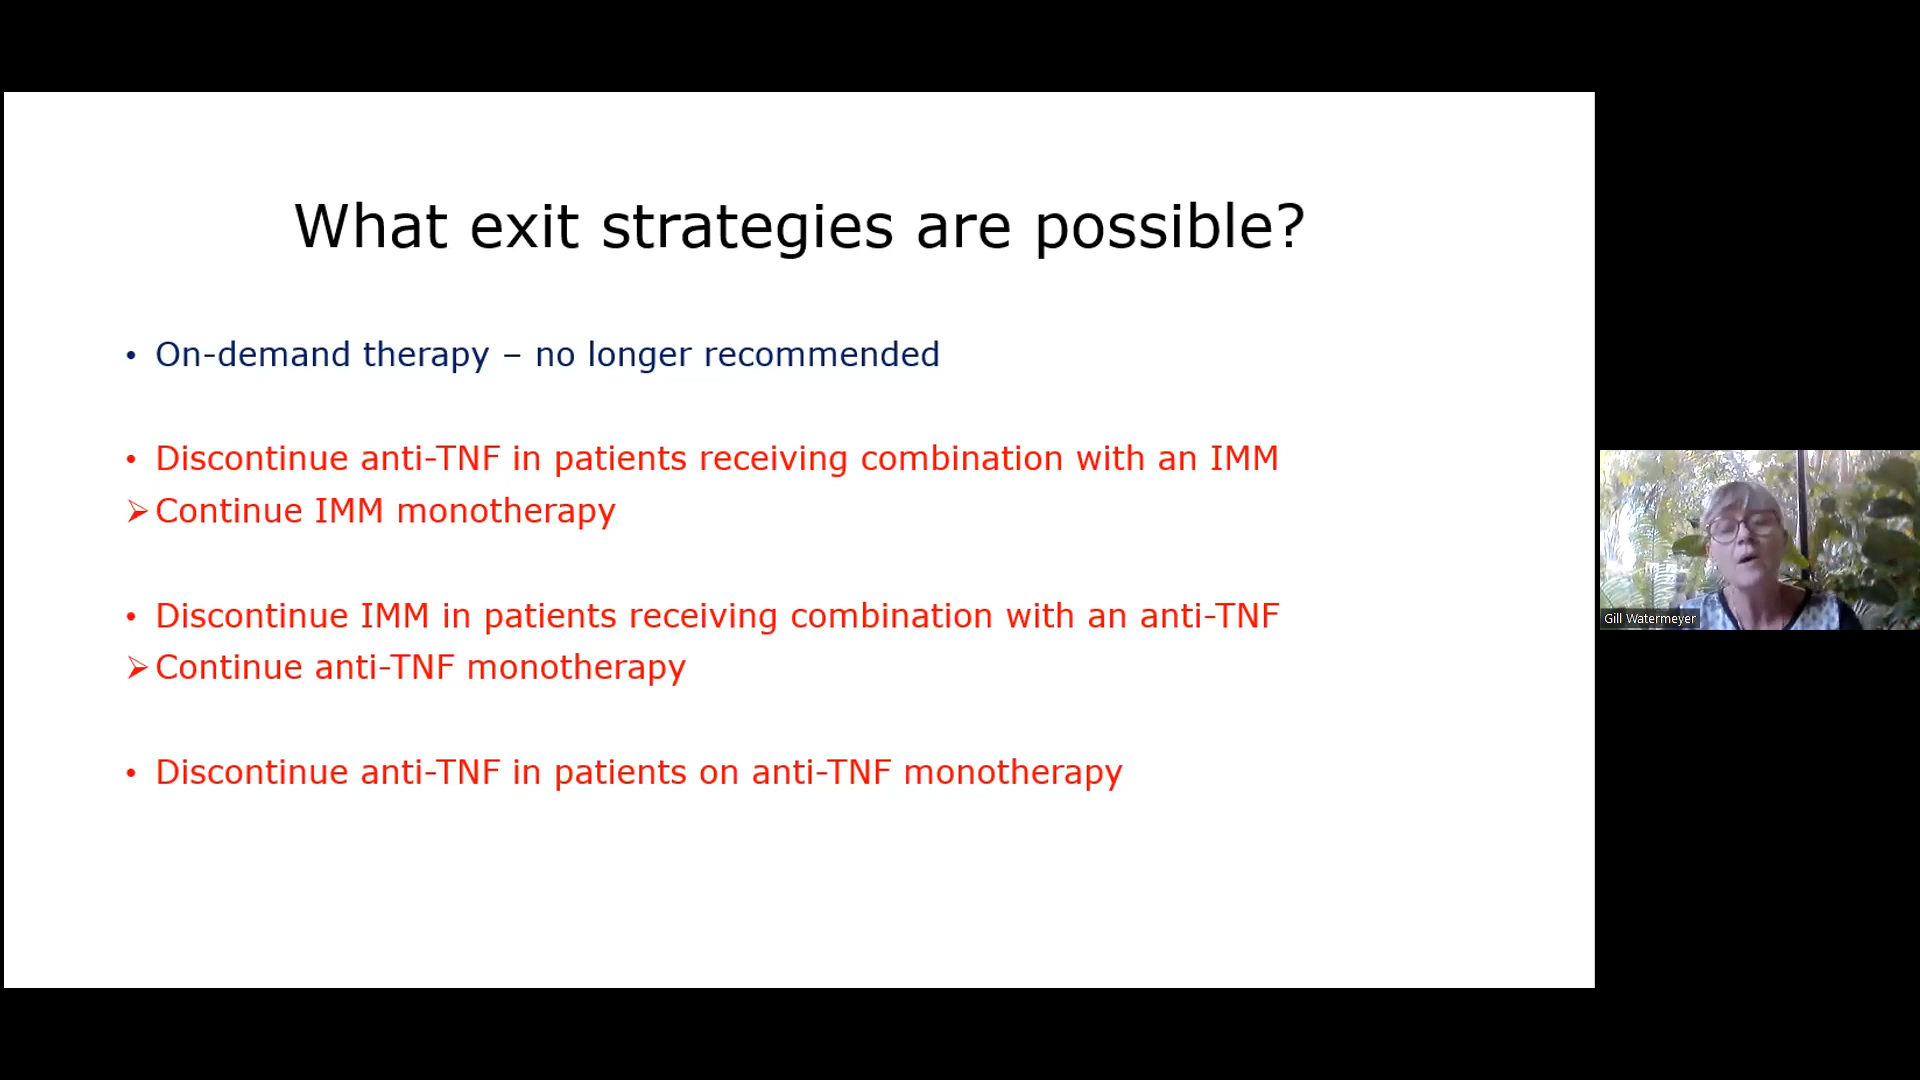 What exit strategies are possible?
• On-demand therapy – no longer recommended
• Discontinue anti-TNF in patients receiving combination with an IMM
➢ Continue IMM monotherapy
• Discontinue IMM in patients receiving combination with an anti-TNF
➢ Continue anti-TNF monotherapy
• Discontinue anti-TNF in patients on anti-TNF monotherapy
Gill Watermeyer